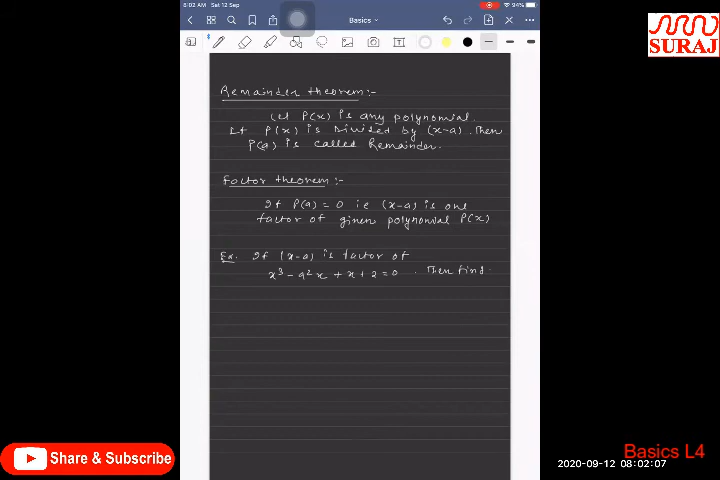 6:02 AM Sat 12 Sep
94%
Basics
SURAJ
Remainder theorem:-
Let P(x) is any polynomial.
If P(x) is Divided by (x-a). Then
P(a) is called Remainder.
Factor theorem:-
If P(a) = 0 ie (x-a) is one
factor of given polynomial P(x)
Ex. If (x-a) is factor of
x³ - a²x + x + 2 = 0 . Then find
Share & Subscribe
Basics L4
2020-09-12 08:02:07